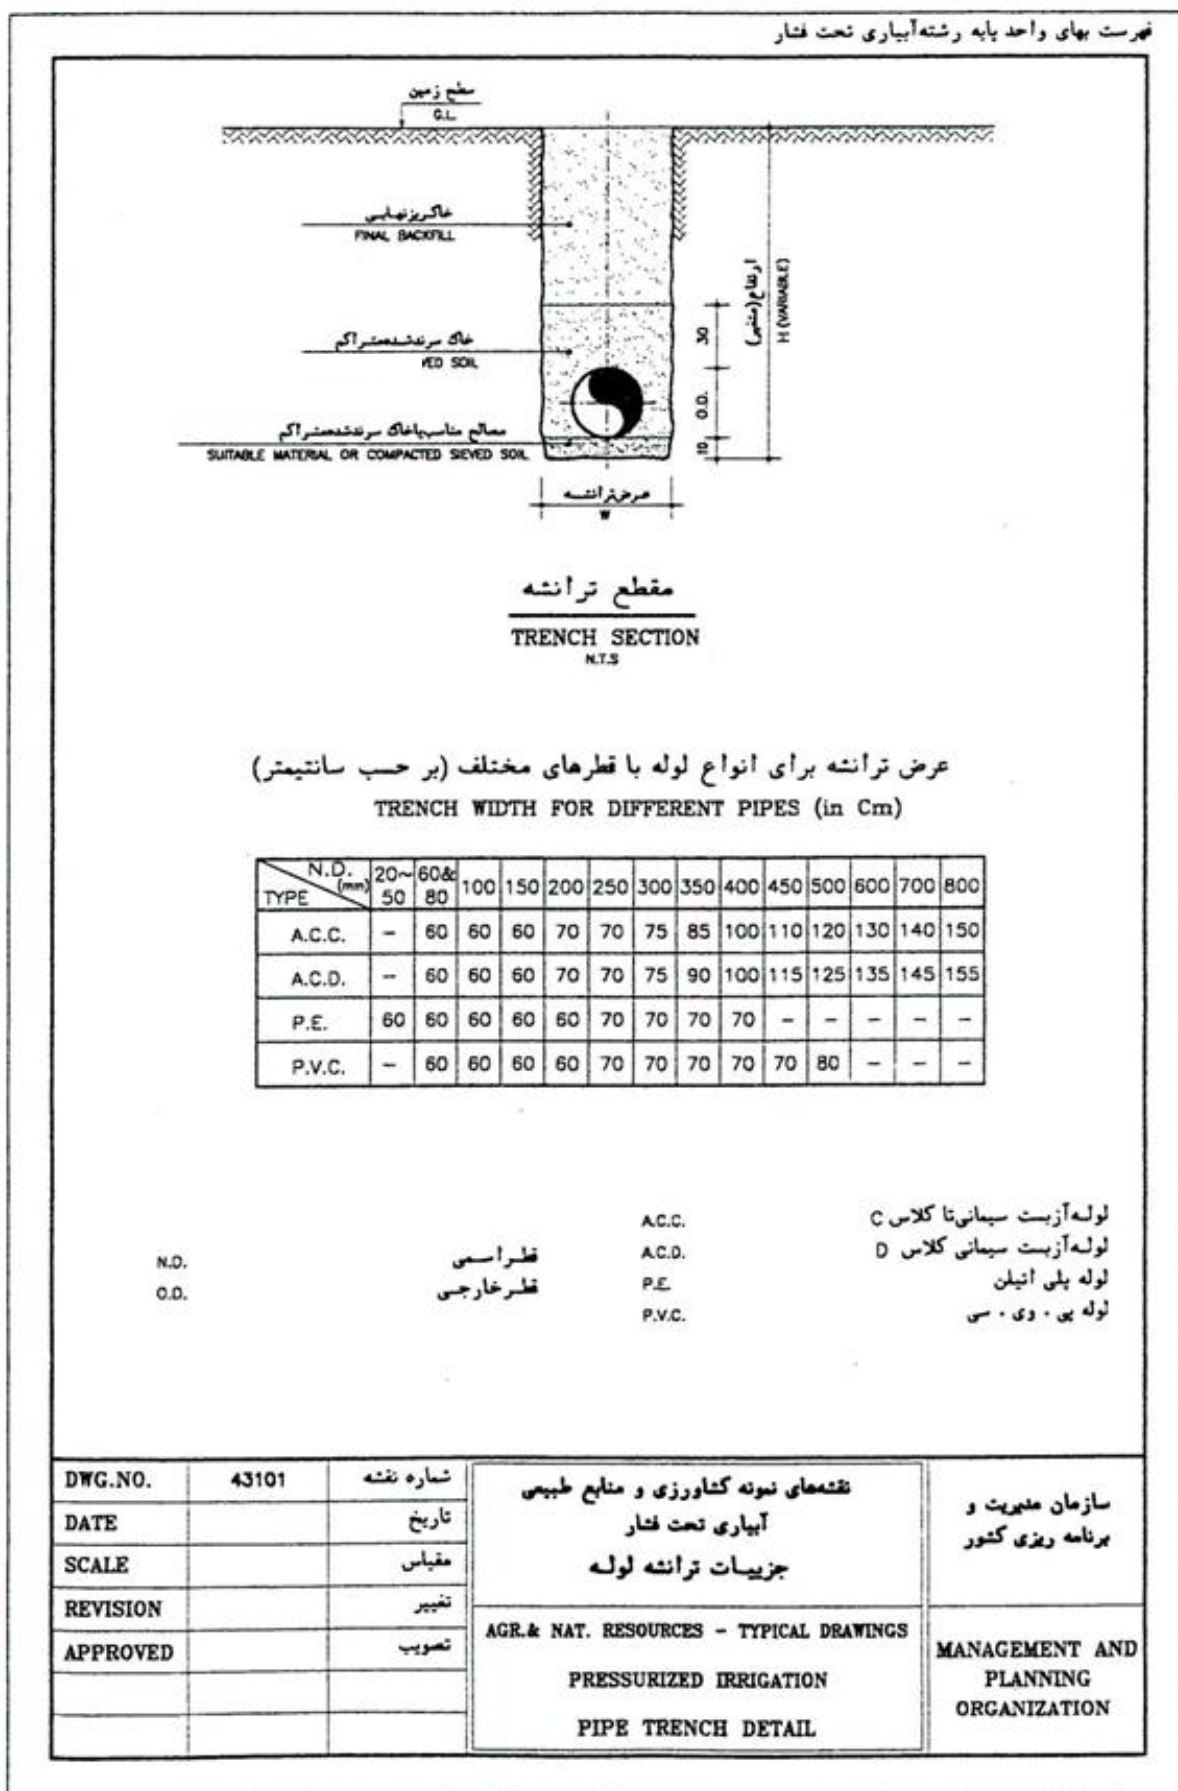 فهرست بهای واحد پایه رشته آبیاری تحت فشار
سطح زمین
G.L.
خاکریز نهایی
FINAL BACKFILL
خاک سرند شده متراکم
VED SOIL
مصالح مناسب یا خاک سرند شده متراکم
SUITABLE MATERIAL OR COMPACTED SIEVED SOIL
30
O.D.
10
ارتفاع (متغیر)
H (VARIABLE)
عرض ترانشه
W
مقطع ترانشه
TRENCH SECTION
N.T.S
عرض ترانشه برای انواع لوله با قطرهای مختلف (بر حسب سانتیمتر)
TRENCH WIDTH FOR DIFFERENT PIPES (in Cm)
TYPE N.D. (mm) 20~50 60& 80 100 150 200 250 300 350 400 450 500 600 700 800
A.C.C. - 60 60 60 70 70 75 85 100 110 120 130 140 150
A.C.D. - 60 60 60 70 70 75 90 100 115 125 135 145 155
P.E. 60 60 60 60 60 70 70 70 70 - - - - -
P.V.C. - 60 60 60 60 70 70 70 70 70 80 - - -
A.C.C. لوله آزبست سیمانی تا کلاس C
A.C.D. لوله آزبست سیمانی کلاس D
P.E. لوله پلی اتیلن
P.V.C. لوله پی . وی . سی
N.D. قطر اسمی
O.D. قطر خارجی
DWG.NO. 43101 شماره نقشه
DATE تاریخ
SCALE مقیاس
REVISION تغییر
APPROVED تصویب
نقشه‌های نمونه کشاورزی و منابع طبیعی
آبیاری تحت فشار
جزییات ترانشه لوله
AGR.& NAT. RESOURCES - TYPICAL DRAWINGS
PRESSURIZED IRRIGATION
PIPE TRENCH DETAIL
سازمان مدیریت و
برنامه ریزی کشور
MANAGEMENT AND
PLANNING
ORGANIZATION